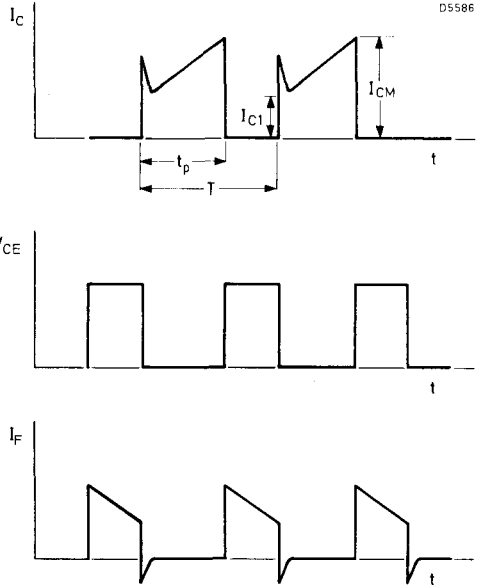 I_C
D5586
I_C1
I_CM
t_p
t
T
V_CE
t
I_F
t